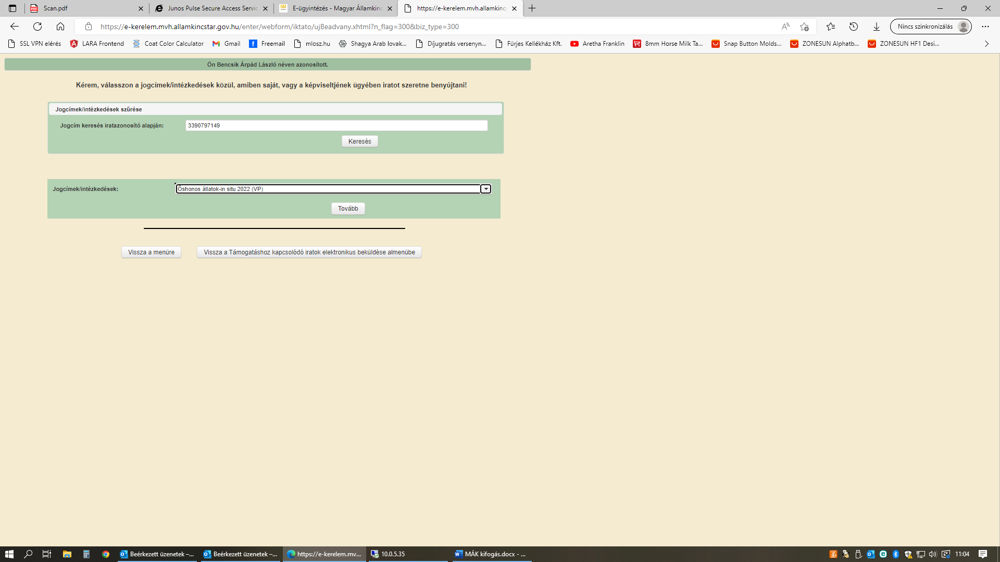 Scan.pdf
Junos Pulse Secure Access Servic
E-ügyintézés - Magyar Államkinc
https://e-kerelem.mvh.allamkincs
https://e-kerelem.mvh.allamkincstar.gov.hu/enter/webform/iktato/ujBeadvany.xhtml?n_flag=300&biz_type=300
Nincs szinkronizálás
SSL VPN elérés
LARA Frontend
Coat Color Calculator
Gmail
Freemail
mlosz.hu
Shagya Arab lovak...
Díjugratás versenyn...
Fürjes Kellékház Kft.
Aretha Franklin
8mm Horse Milk Ta...
Snap Button Molds...
ZONESUN Alphatb...
ZONESUN HF1 Desi...
Ön Bencsik Árpád László néven azonosított.
Kérem, válasszon a jogcímek/intézkedések közül, amiben saját, vagy a képviseltjének ügyében iratot szeretne benyújtani!
Jogcímek/intézkedések szűrése
Jogcím keresés iratazonosító alapján:
3390797149
Keresés
Jogcímek/intézkedések:
Őshonos állatok-in situ 2022 (VP)
Tovább
Vissza a menüre
Vissza a Támogatáshoz kapcsolódó iratok elektronikus beküldése almenübe
Beérkezett üzenetek –...
Beérkezett üzenetek –...
https://e-kerelem.mv...
10.0.5.35
MÁK kifogás.docx - ...
11:04